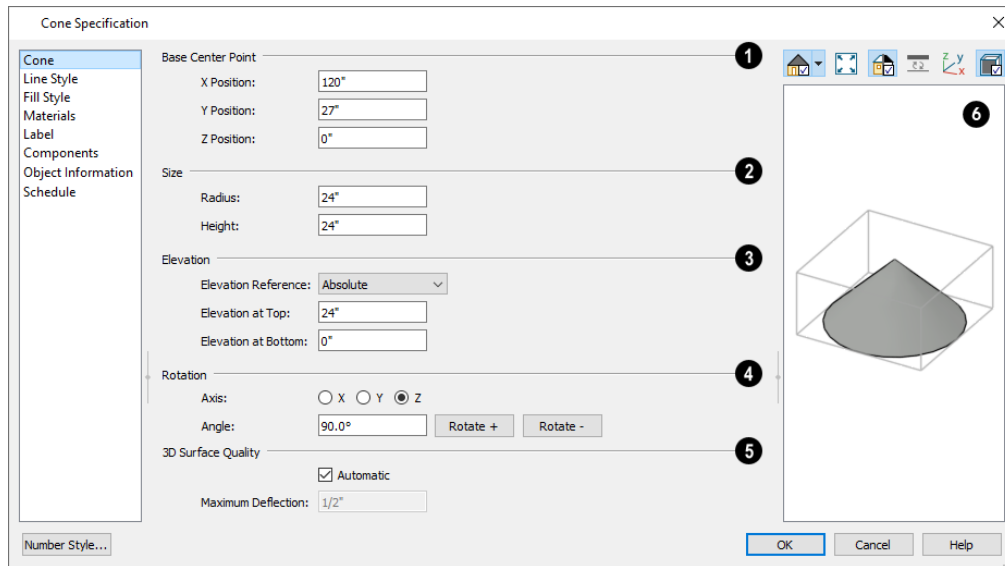 Cone Specification
Cone
Line Style
Fill Style
Materials
Label
Components
Object Information
Schedule
Base Center Point
1
X Position: 120"
Y Position: 27"
Z Position: 0"
Size
2
Radius: 24"
Height: 24"
Elevation
3
Elevation Reference: Absolute
Elevation at Top: 24"
Elevation at Bottom: 0"
Rotation
4
Axis: X Y Z
Angle: 90.0° Rotate + Rotate -
3D Surface Quality
5
Automatic
Maximum Deflection: 1/2"
z y x
6
Number Style... OK Cancel Help